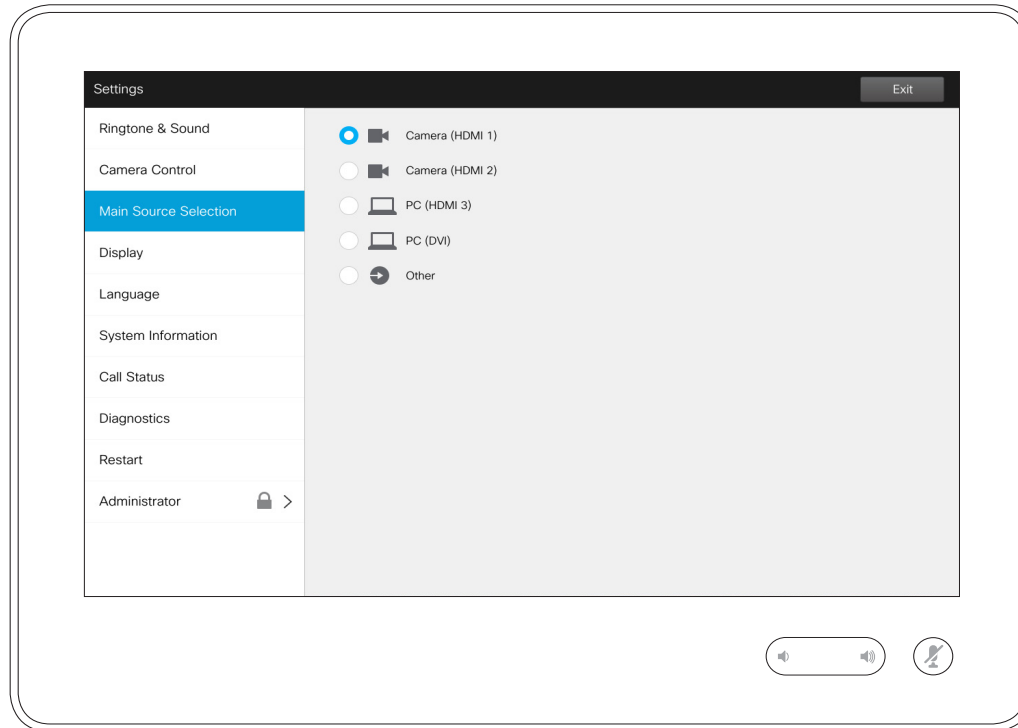 Settings
Exit
Ringtone & Sound
Camera Control
Main Source Selection
Display
Language
System Information
Call Status
Diagnostics
Restart
Administrator
Camera (HDMI 1)
Camera (HDMI 2)
PC (HDMI 3)
PC (DVI)
Other